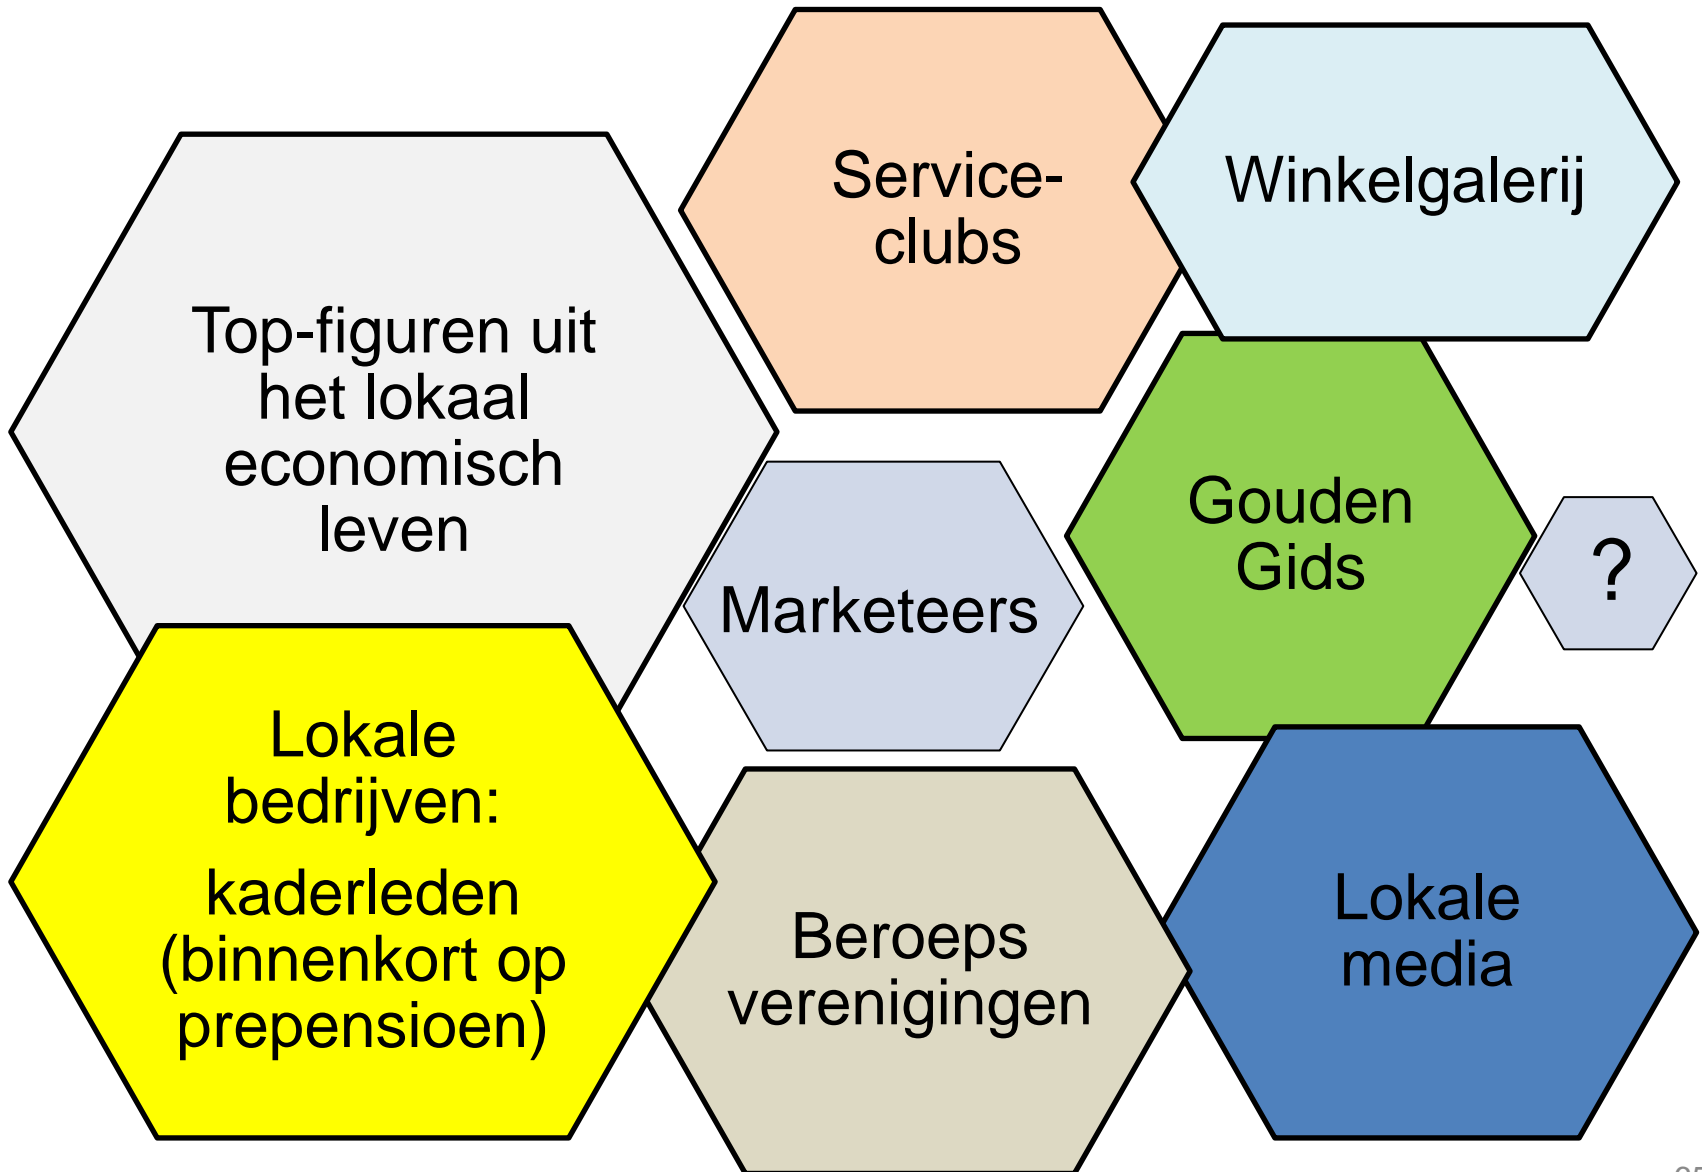 Service-
clubs
Winkelgalerij
Top-figuren uit
het lokaal
economisch
leven
Gouden
Gids
?
Marketeers
Lokale
bedrijven:
kaderleden
(binnenkort op
prepensioen)
Beroeps
verenigingen
Lokale
media